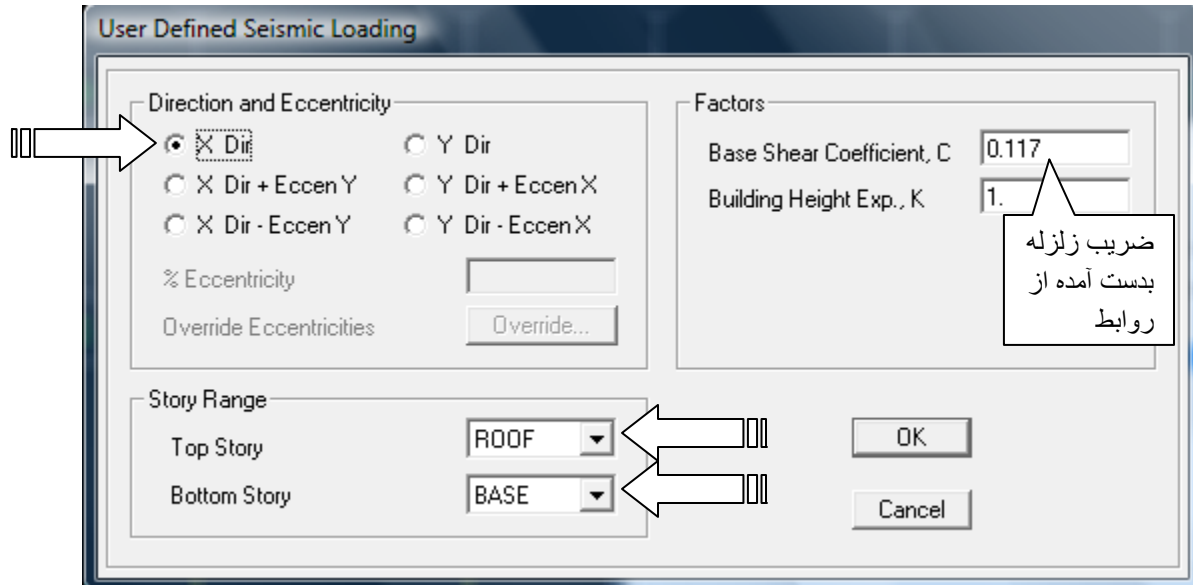 User Defined Seismic Loading
Direction and Eccentricity
X Dir
Y Dir
X Dir + Eccen Y
Y Dir + Eccen X
X Dir - Eccen Y
Y Dir - Eccen X
% Eccentricity
Override Eccentricities
Override...
Factors
Base Shear Coefficient, C
0.117
Building Height Exp., K
1.
ضریب زلزله
بدست آمده از
روابط
Story Range
Top Story
ROOF
Bottom Story
BASE
OK
Cancel